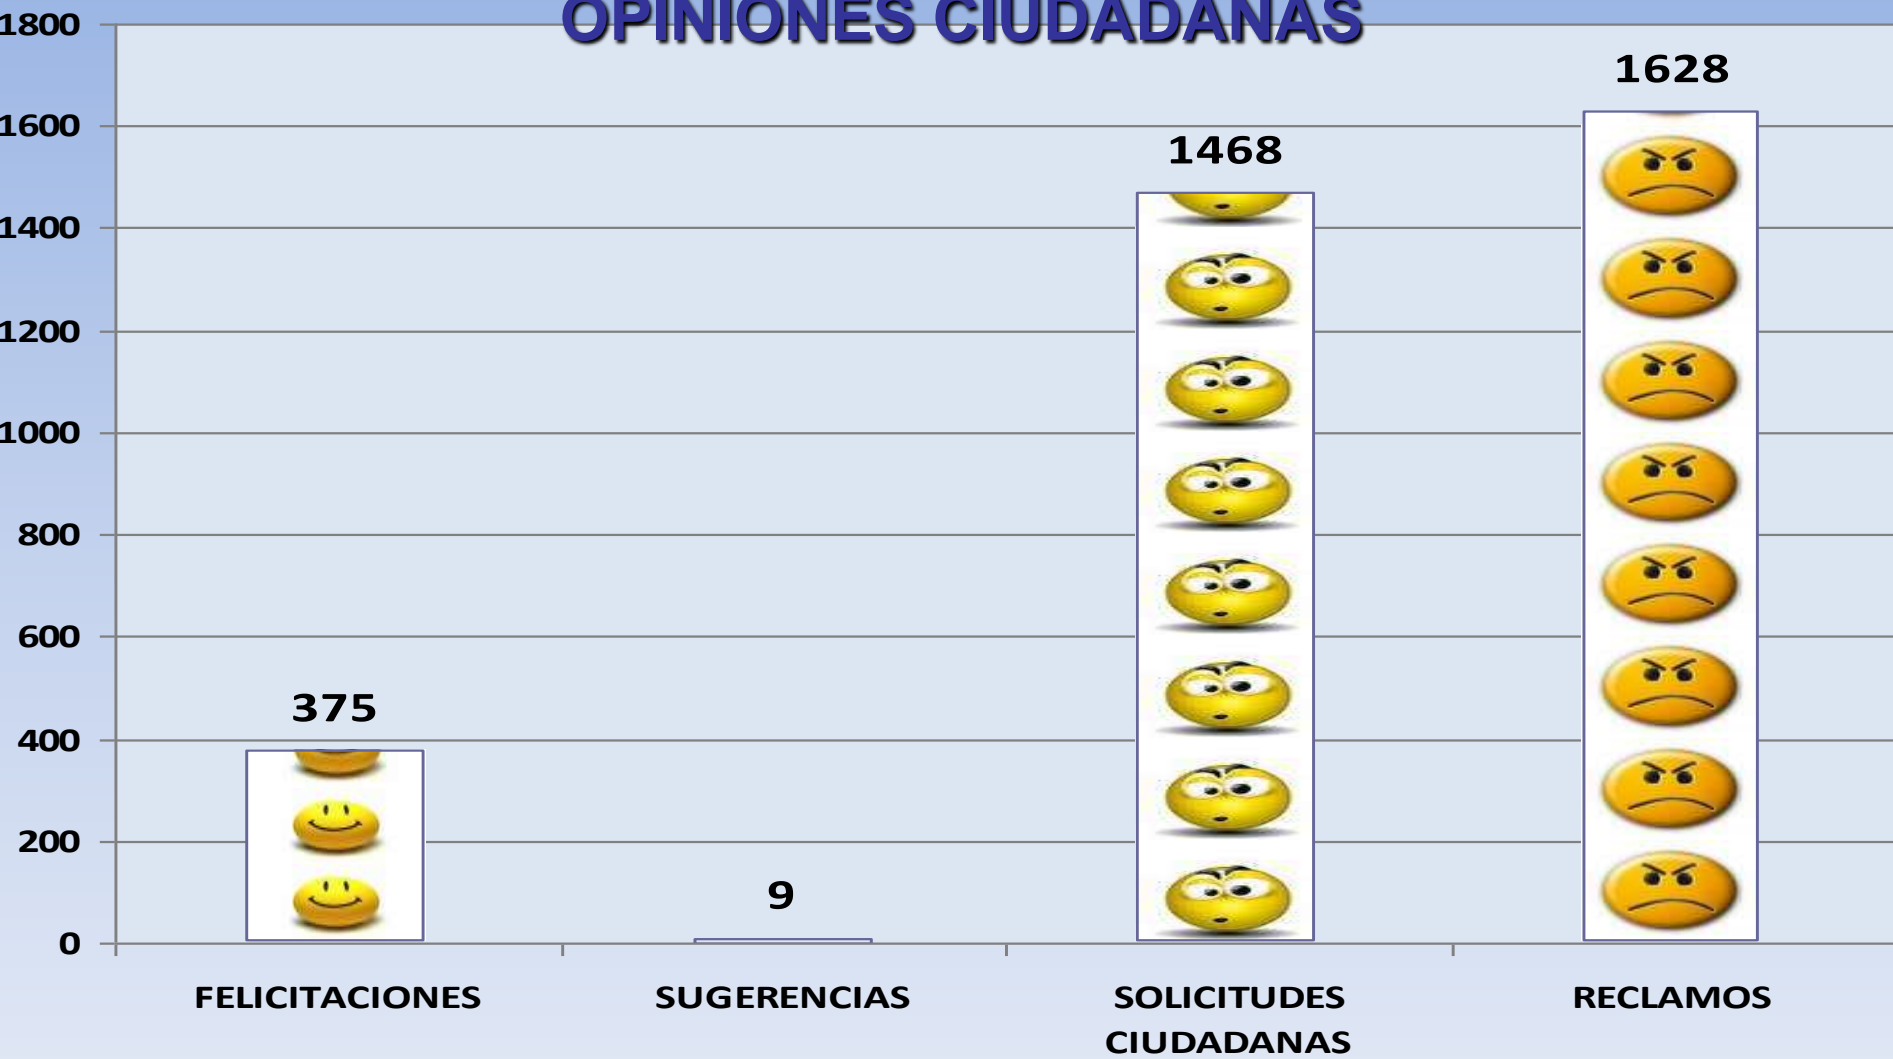 OPINIONES CIUDADANAS
1800
1600
1400
1200
1000
800
600
400
200
0
375
9
1468
1628
FELICITACIONES
SUGERENCIAS
SOLICITUDES
CIUDADANAS
RECLAMOS